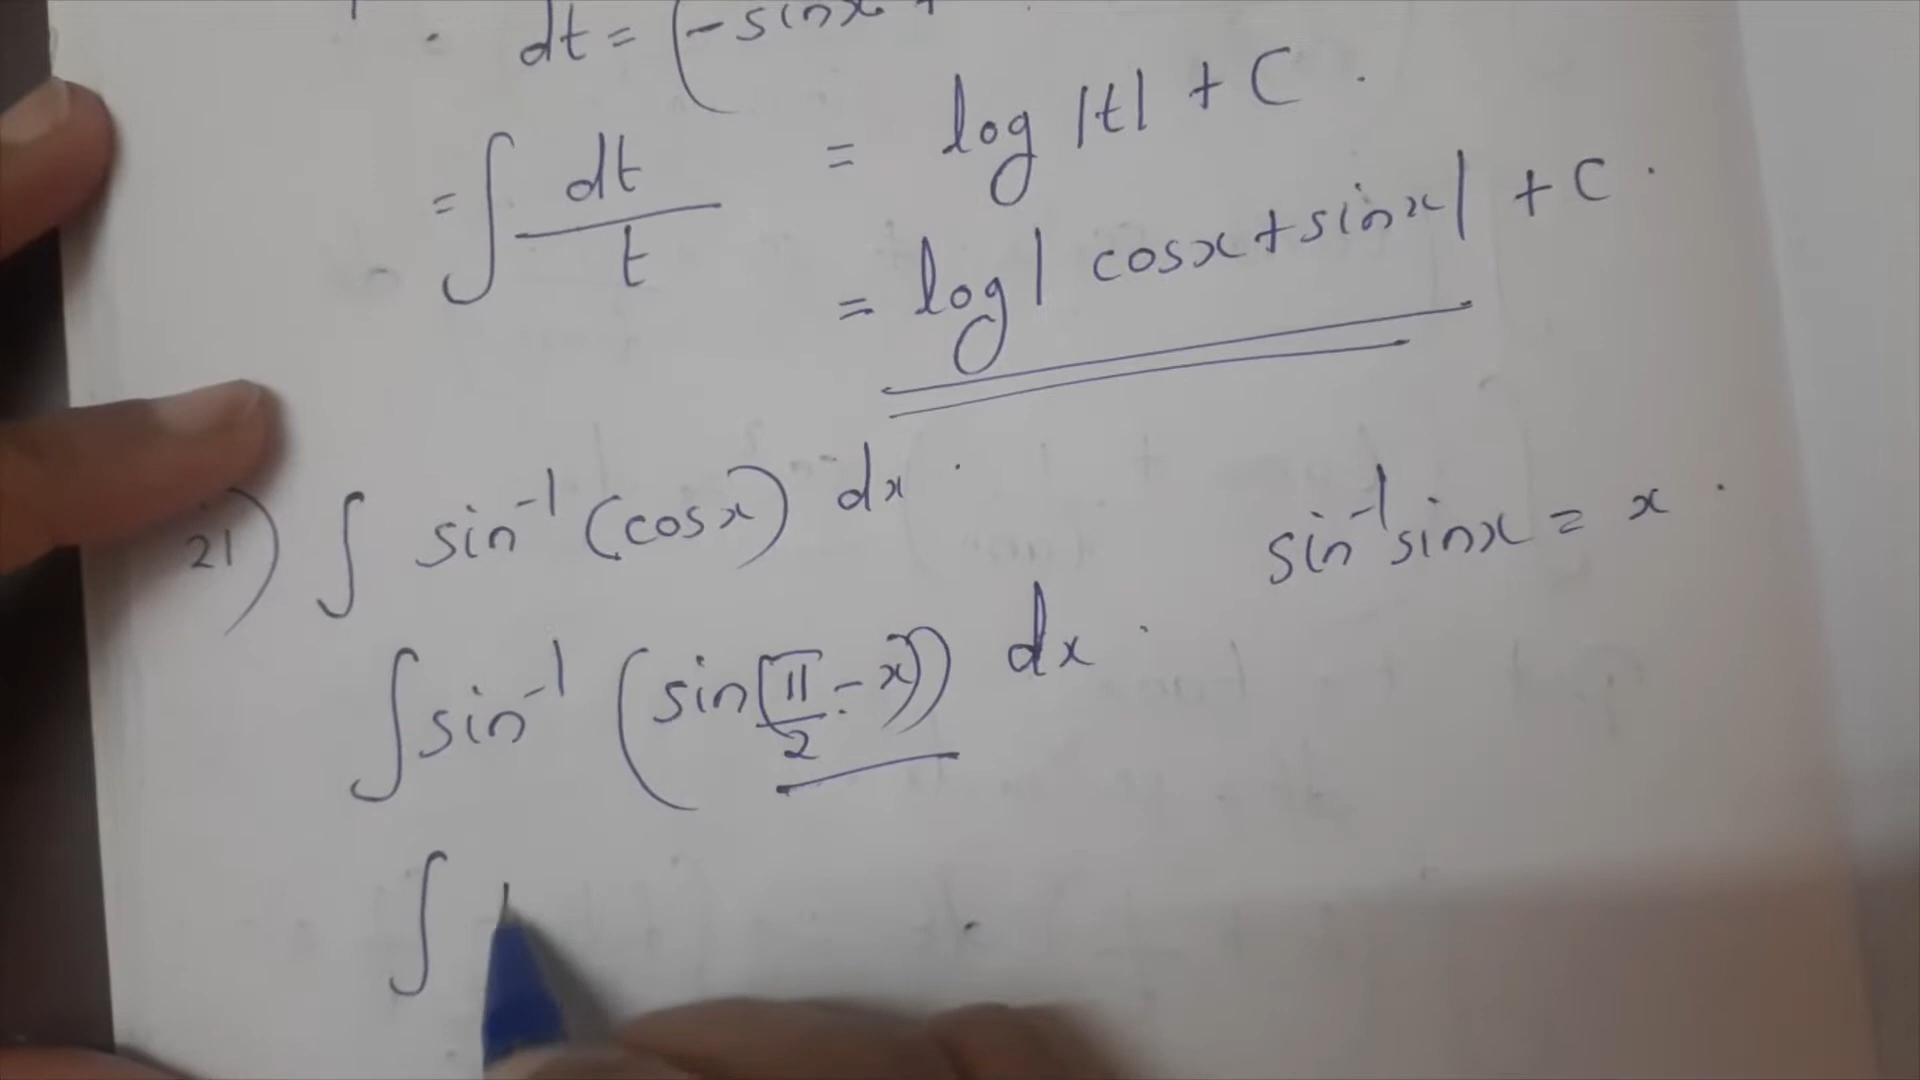 dt = (-sinx +
= ∫ dt/t = log |t| + C.
= log | cosx + sinx | + C.
21) ∫ sin⁻¹ (cosx) dx. sin⁻¹ sinx = x.
∫ sin⁻¹ (sin(π/2 - x)) dx.
∫